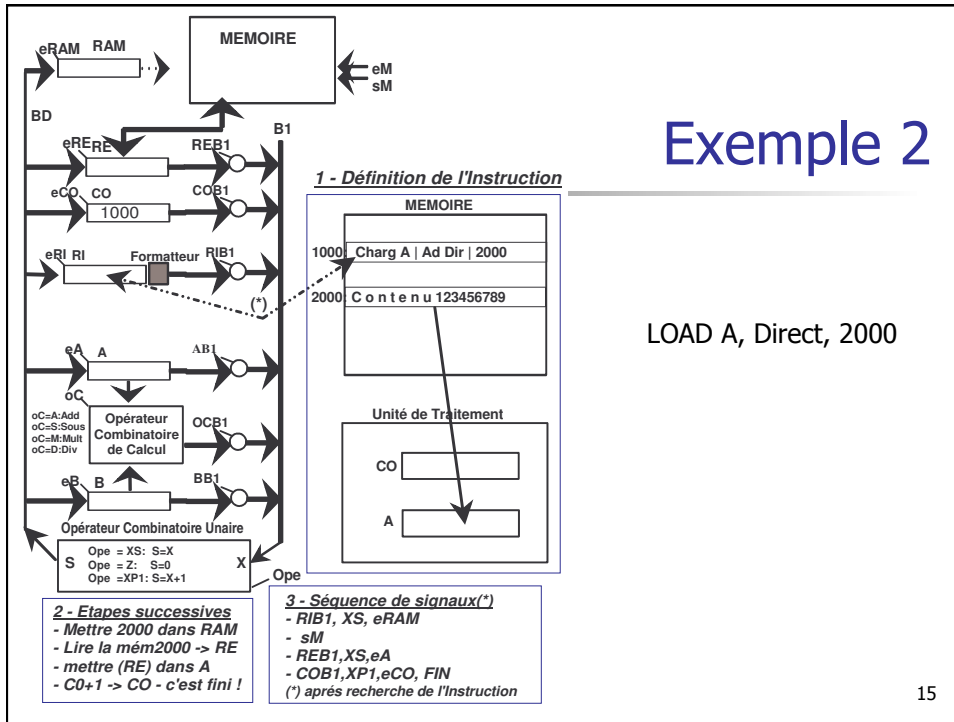 Exemple 2
MEMOIRE
eRAM RAM
eM
sM
BD
B1
eRE RE
REB1
eCO CO
COB1
1000
eRI RI
Formatteur
RIB1
(*)
eA A
AB1
oC
oC=A:Add
oC=S:Sous
oC=M:Mult
oC=D:Div
Opérateur
Combinatoire
de Calcul
OCB1
eB B
BB1
Opérateur Combinatoire Unaire
S
Ope = XS: S=X
Ope = Z: S=0
Ope =XP1: S=X+1
X
Ope
1 - Définition de l'Instruction
MEMOIRE
1000: Charg A | Ad Dir | 2000
2000: C o n t e n u 123456789
Unité de Traitement
CO
A
LOAD A, Direct, 2000
2 - Etapes successives
- Mettre 2000 dans RAM
- Lire la mém2000 -> RE
- mettre (RE) dans A
- C0+1 -> CO - c'est fini !
3 - Séquence de signaux(*)
- RIB1, XS, eRAM
- sM
- REB1,XS,eA
- COB1,XP1,eCO, FIN
(*) aprés recherche de l'Instruction
15